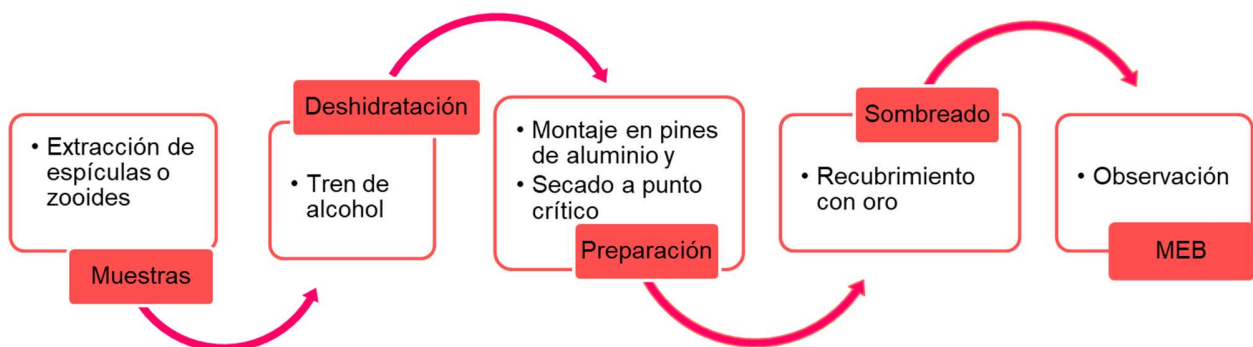 • Extracción de
espículas o
zooides
Muestras
Deshidratación
• Tren de
alcohol
• Montaje en pines
de aluminio y
• Secado a punto
crítico
Preparación
Sombreado
• Recubrimiento
con oro
• Observación
MEB